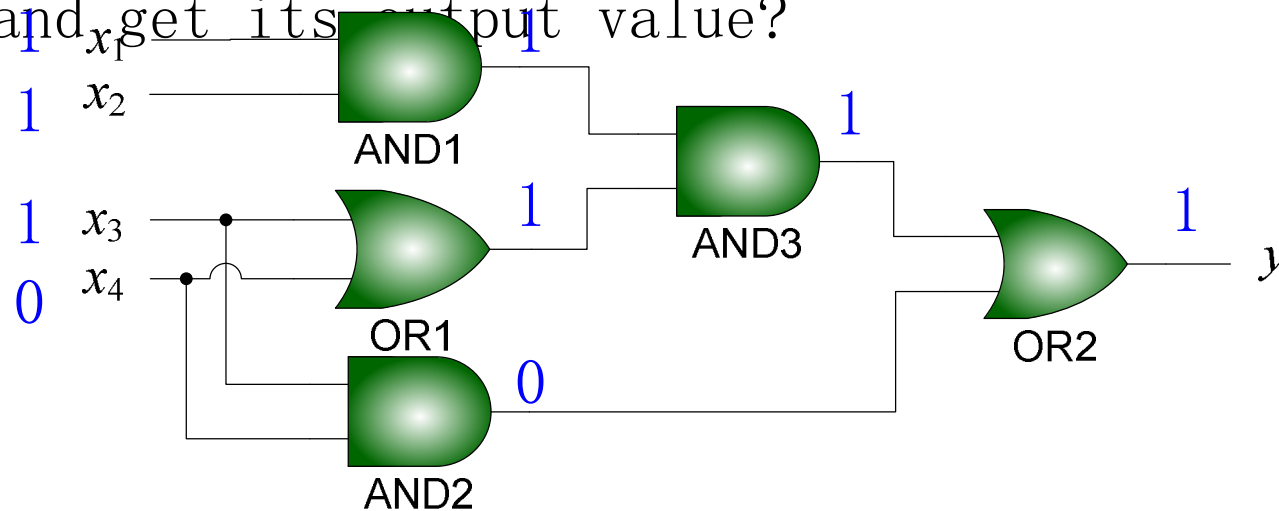 and get its output value?
1 x1 1
1 x2
AND1
1
1 x3 1
AND3
1
x4
0
OR1
y
OR2
0
AND2